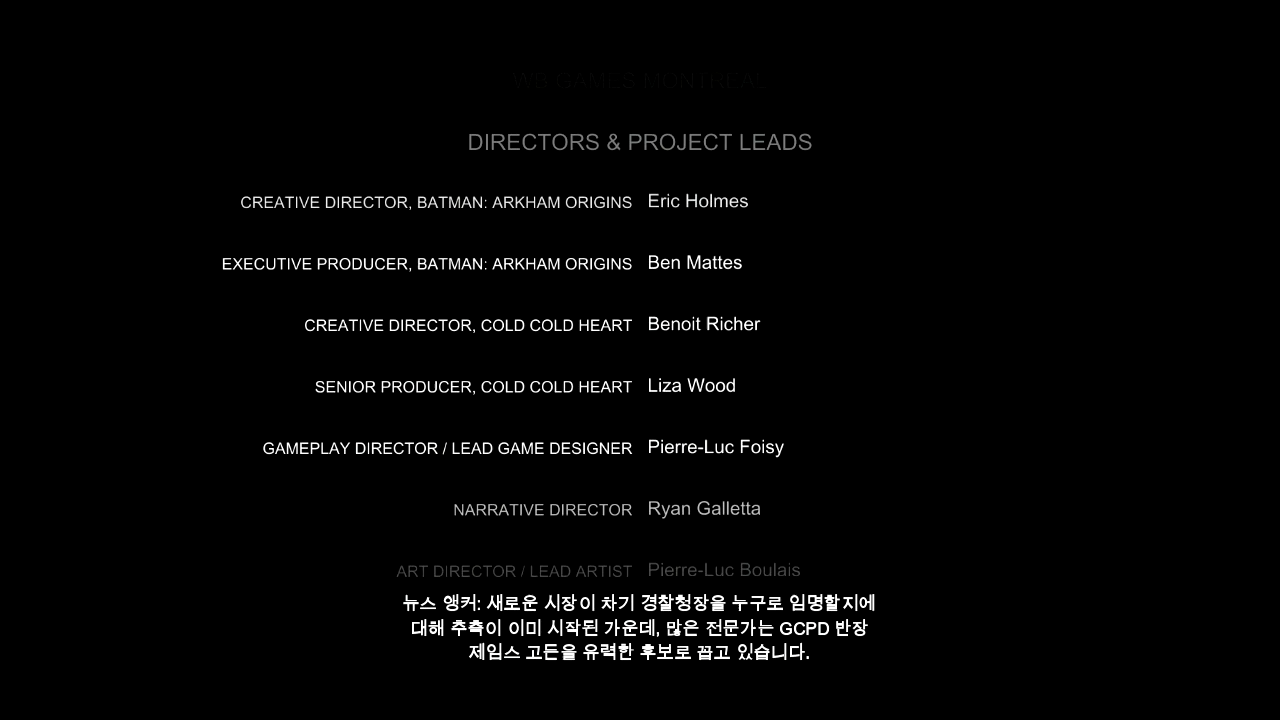 WB GAMES MONTREAL
DIRECTORS & PROJECT LEADS
CREATIVE DIRECTOR, BATMAN: ARKHAM ORIGINS Eric Holmes
EXECUTIVE PRODUCER, BATMAN: ARKHAM ORIGINS Ben Mattes
CREATIVE DIRECTOR, COLD COLD HEART Benoit Richer
SENIOR PRODUCER, COLD COLD HEART Liza Wood
GAMEPLAY DIRECTOR / LEAD GAME DESIGNER Pierre-Luc Foisy
NARRATIVE DIRECTOR Ryan Galletta
ART DIRECTOR / LEAD ARTIST Pierre-Luc Boulais
뉴스 앵커: 새로운 시장이 차기 경찰청장을 누구로 임명할지에
대해 추측이 이미 시작된 가운데, 많은 전문가는 GCPD 반장
제임스 고든을 유력한 후보로 꼽고 있습니다.